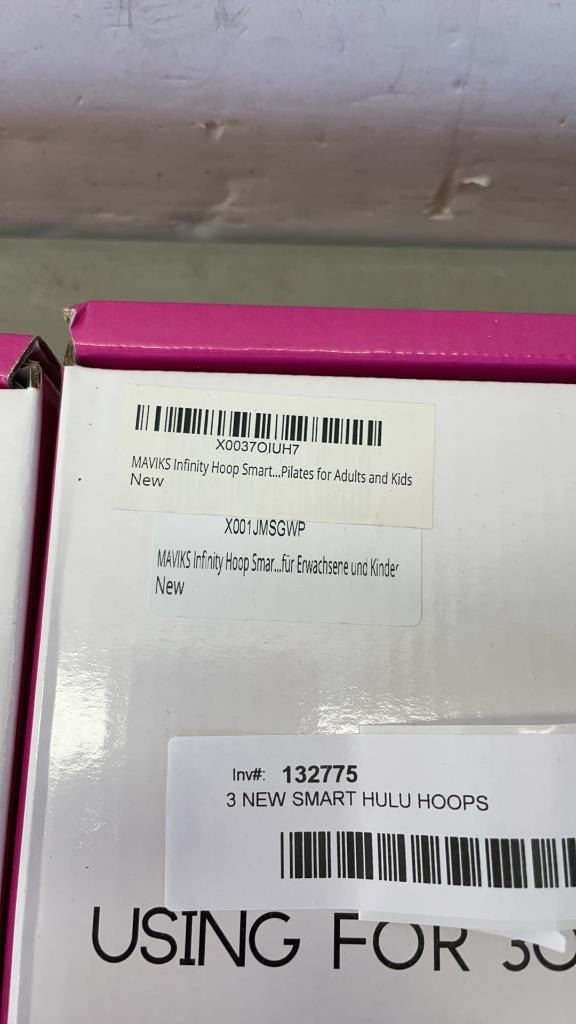 X0037OIUH7
MAVIKS Infinity Hoop Smart...Pilates for Adults and Kids
New
X001JMSGWP
MAVIKS Infinity Hoop Smar...für Erwachsene und Kinder
New
Inv#: 132775
3 NEW SMART HULU HOOPS
USING FOR